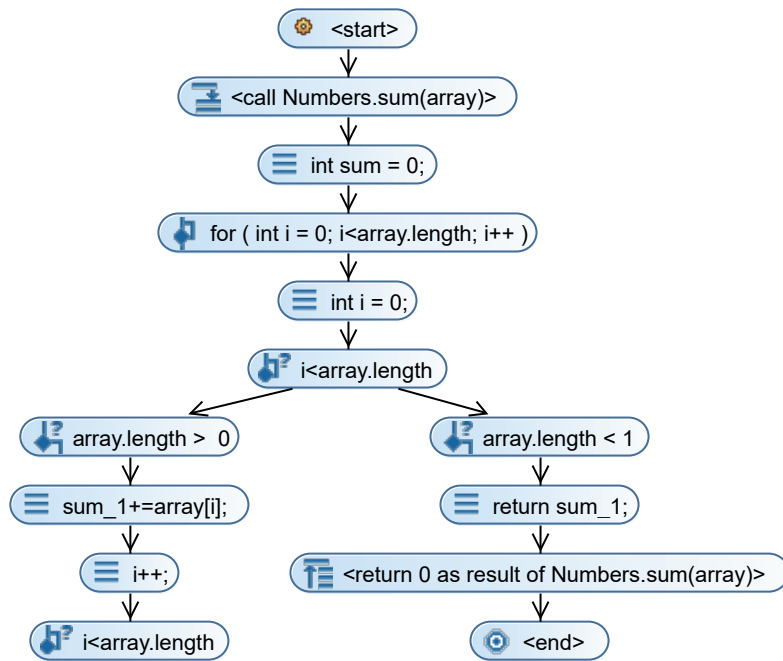 <start>
<call Numbers.sum(array)>
int sum = 0;
for ( int i = 0; i<array.length; i++ )
int i = 0;
i<array.length
array.length > 0
array.length < 1
sum_1+=array[i];
return sum_1;
i++;
<return 0 as result of Numbers.sum(array)>
i<array.length
<end>